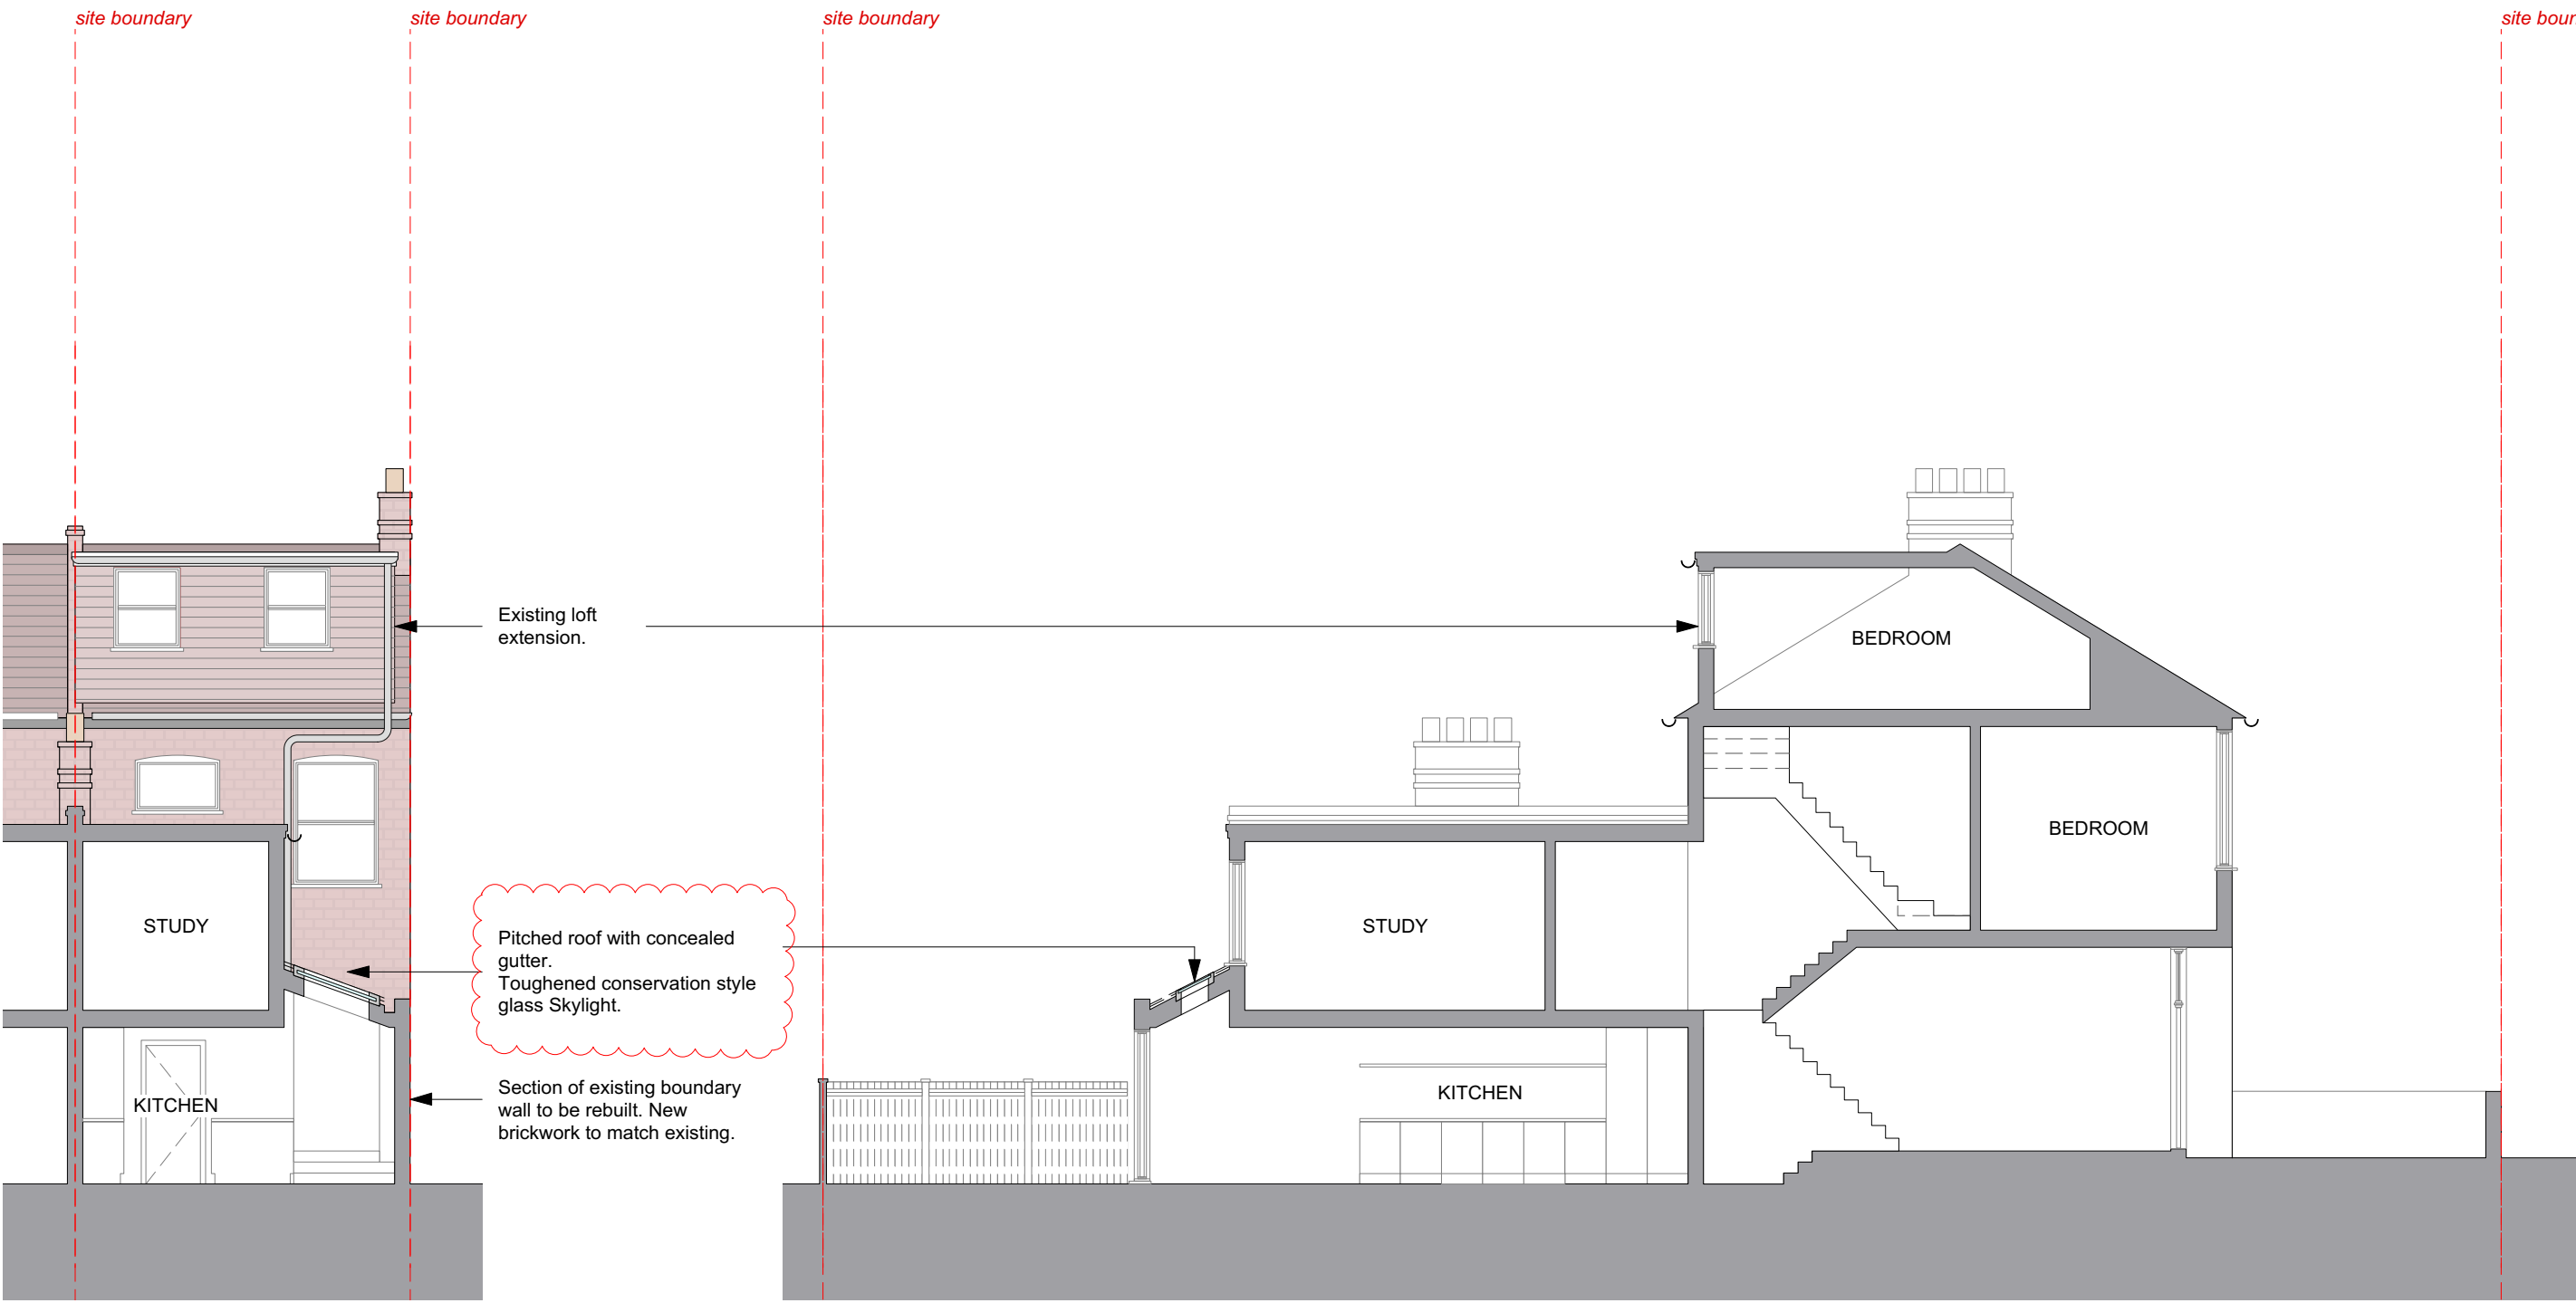 site boundary
site boundary
site boundary
site bour
Existing loft
extension.
BEDROOM
BEDROOM
STUDY
STUDY
Pitched roof with concealed
gutter.
Toughened conservation style
glass Skylight.
KITCHEN
KITCHEN
Section of existing boundary
wall to be rebuilt. New
brickwork to match existing.